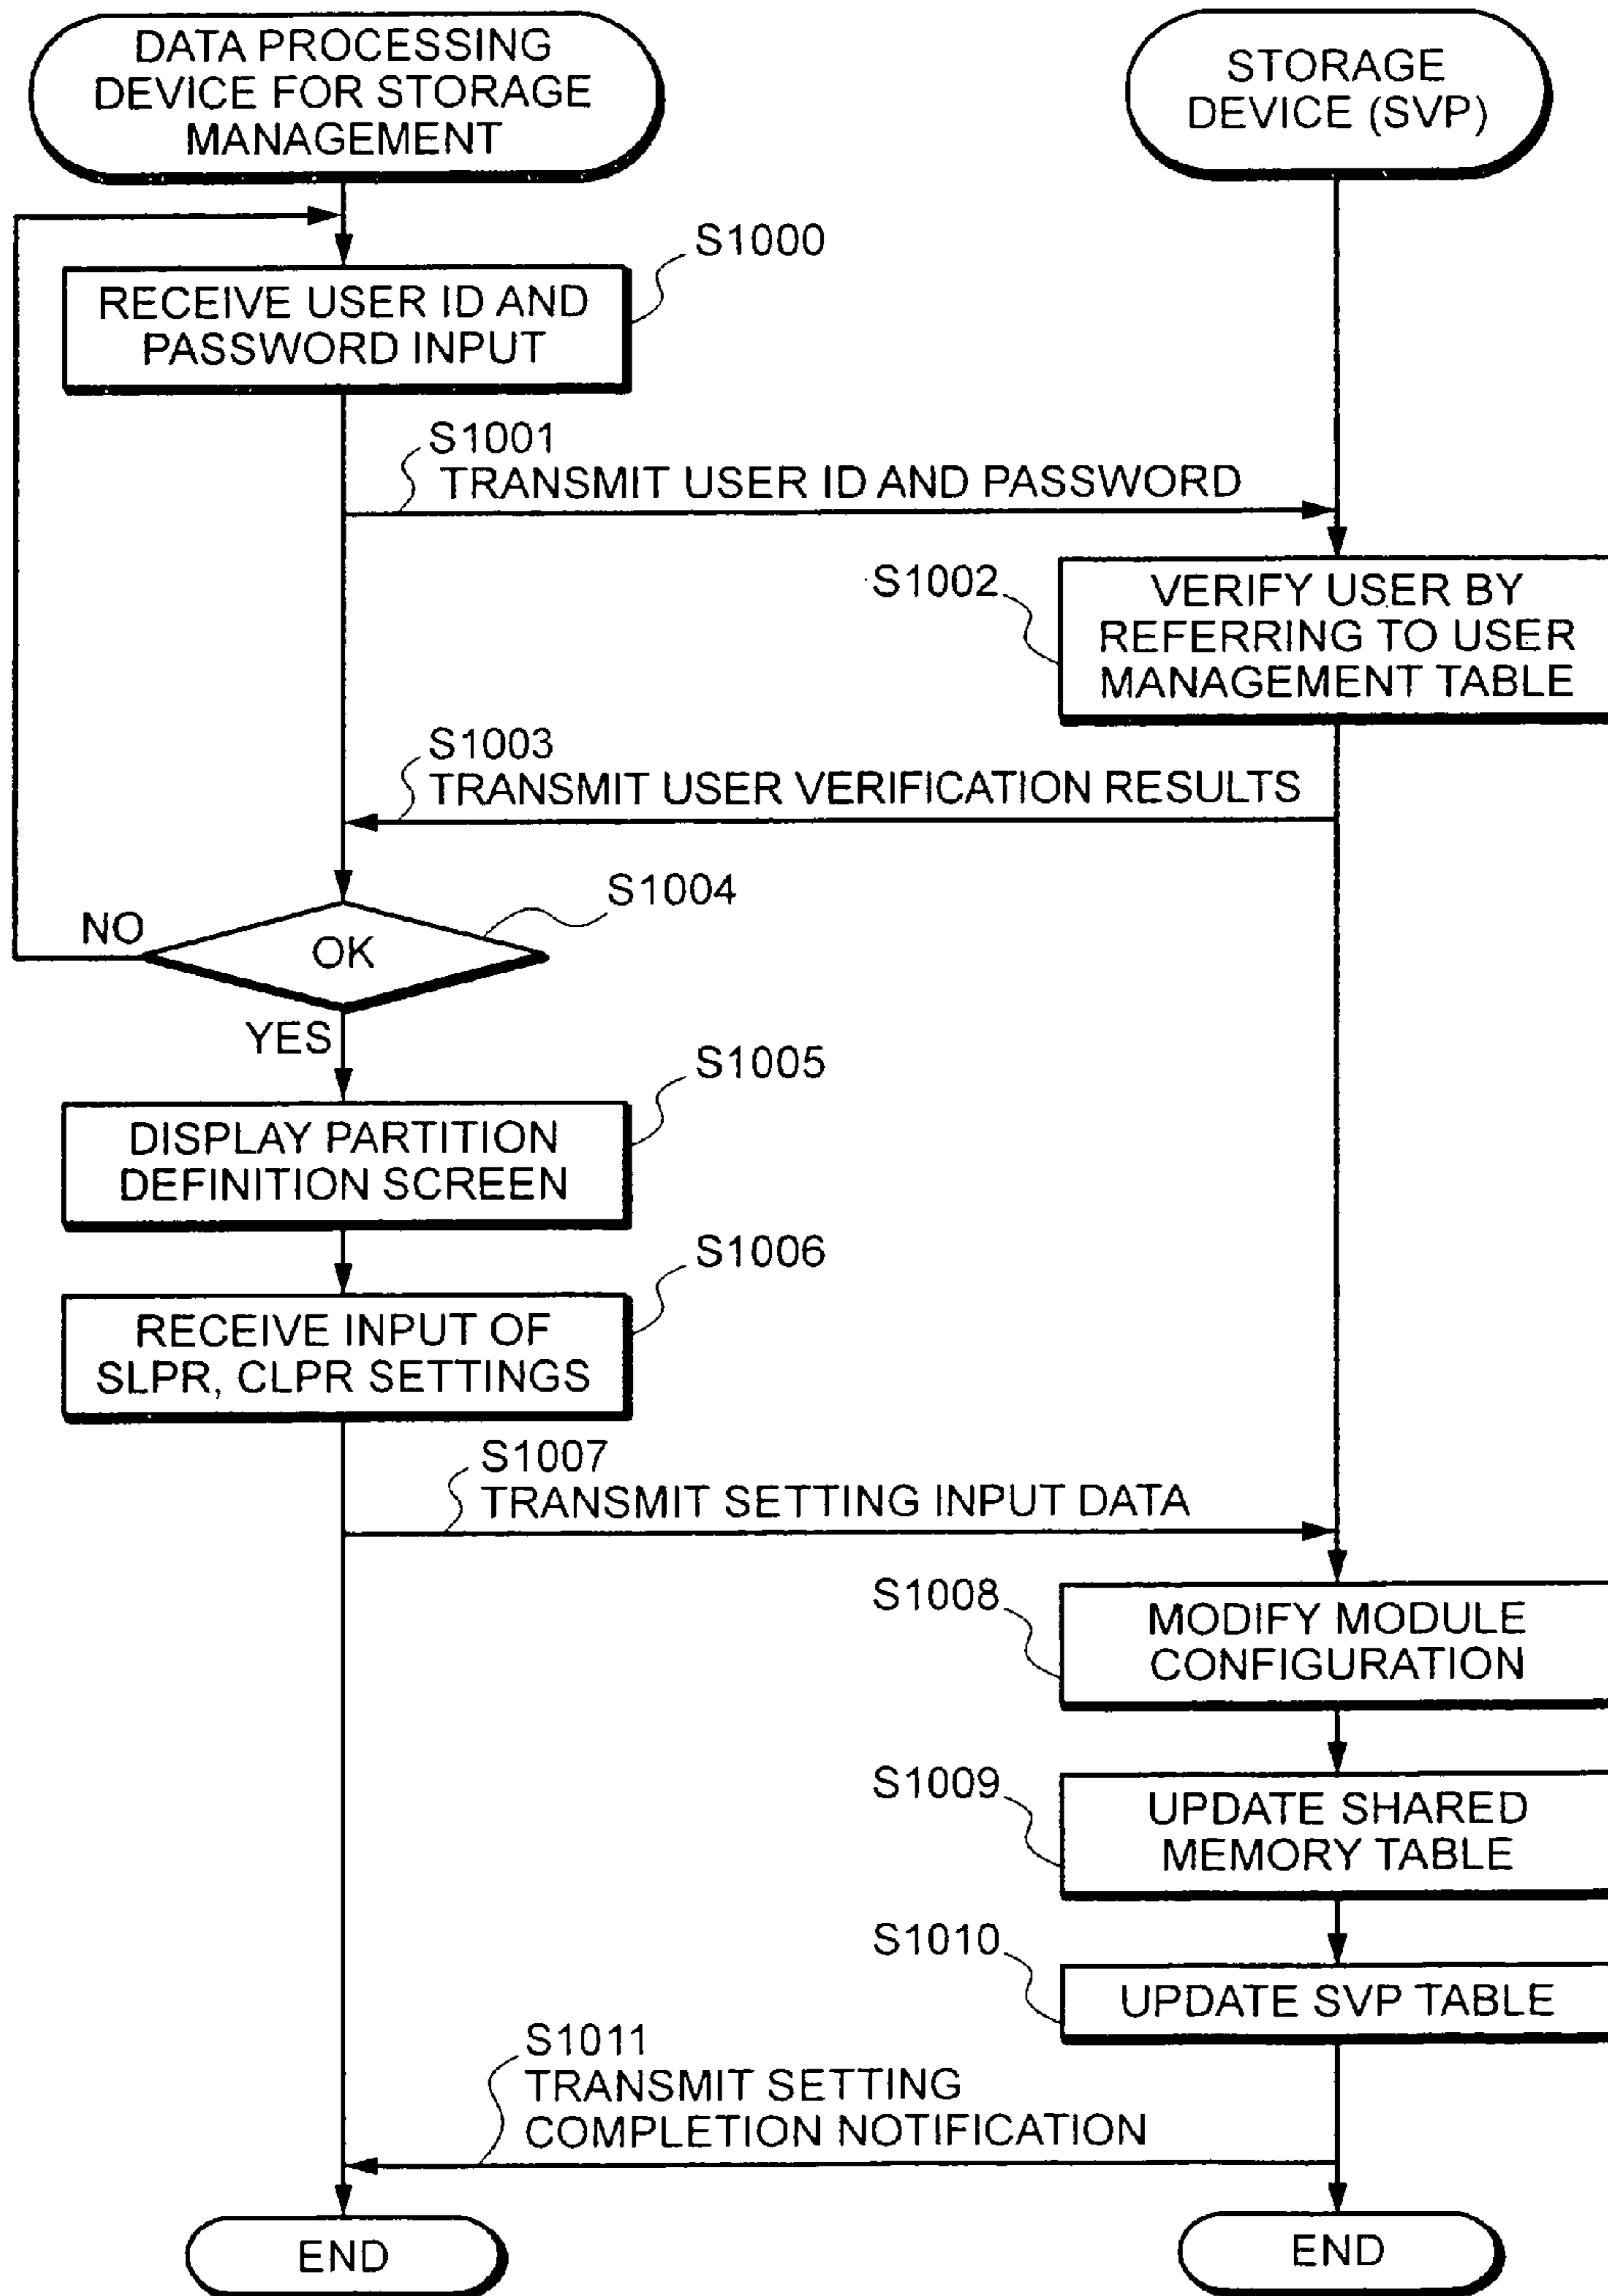 DATA PROCESSING
DEVICE FOR STORAGE
MANAGEMENT
STORAGE
DEVICE (SVP)
S1000
RECEIVE USER ID AND
PASSWORD INPUT
S1001
TRANSMIT USER ID AND PASSWORD
S1002
VERIFY USER BY
REFERRING TO USER
MANAGEMENT TABLE
S1003
TRANSMIT USER VERIFICATION RESULTS
S1004
NO
OK
YES
S1005
DISPLAY PARTITION
DEFINITION SCREEN
S1006
RECEIVE INPUT OF
SLPR, CLPR SETTINGS
S1007
TRANSMIT SETTING INPUT DATA
S1008
MODIFY MODULE
CONFIGURATION
S1009
UPDATE SHARED
MEMORY TABLE
S1010
UPDATE SVP TABLE
S1011
TRANSMIT SETTING
COMPLETION NOTIFICATION
END
END